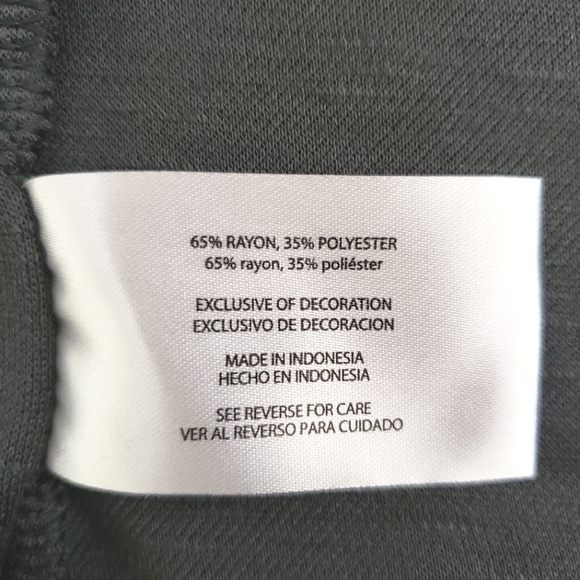 65% RAYON, 35% POLYESTER
65% rayon, 35% poliéster
EXCLUSIVE OF DECORATION
EXCLUSIVO DE DECORACION
MADE IN INDONESIA
HECHO EN INDONESIA
SEE REVERSE FOR CARE
VER AL REVERSO PARA CUIDADO